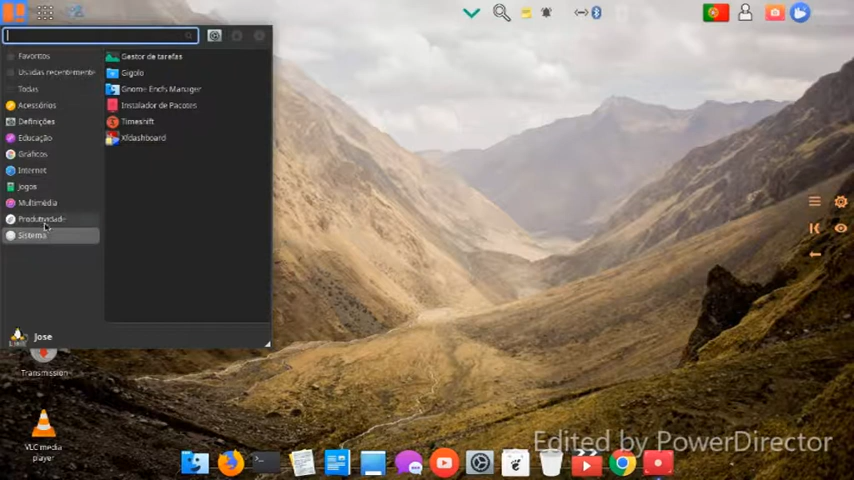 Favoritos
Usadas recentemente
Todas
Acessórios
Definições
Educação
Gráficos
Internet
Jogos
Multimédia
Produtividade
Sistema
Gestor de tarefas
Gigolo
Gnome Encfs Manager
Instalador de Pacotes
Timeshift
Xfdashboard
Jose
Transmission
VLC media
player
Edited by PowerDirector